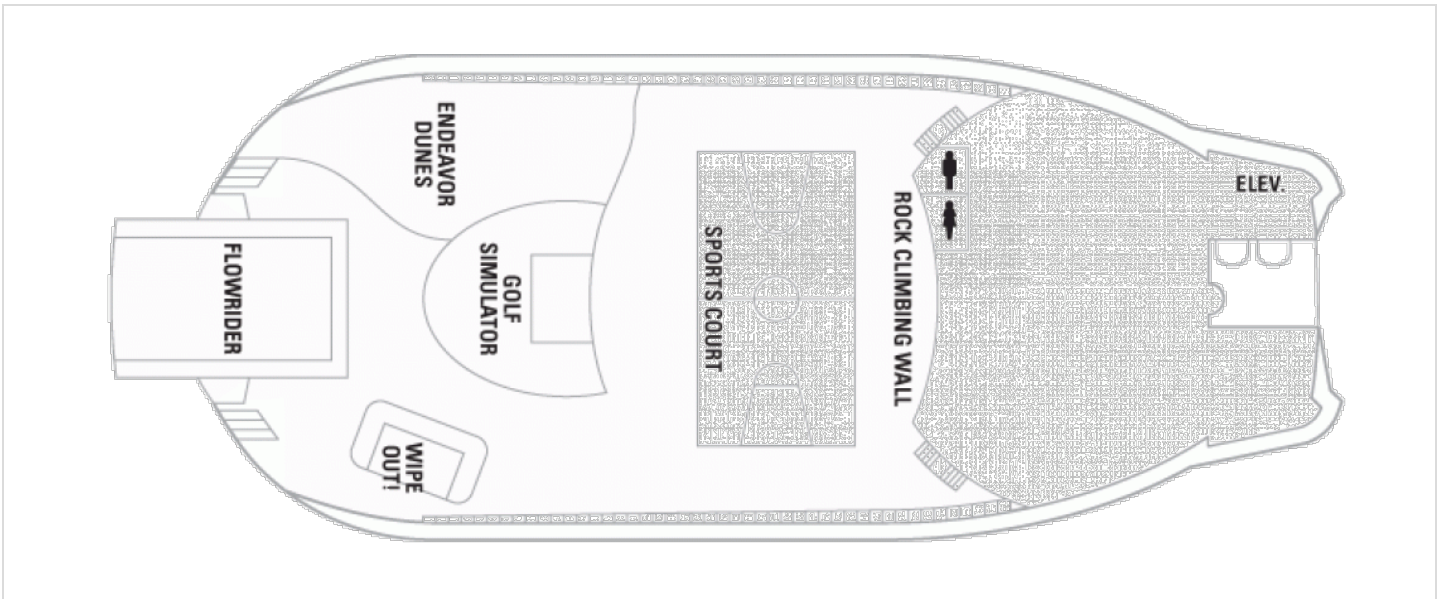 FLOWRIDER
ENDEAVOR
DUNES
GOLF
SIMULATOR
WIPE
OUT!
SPORTS COURT
ROCK CLIMBING WALL
ELEV.